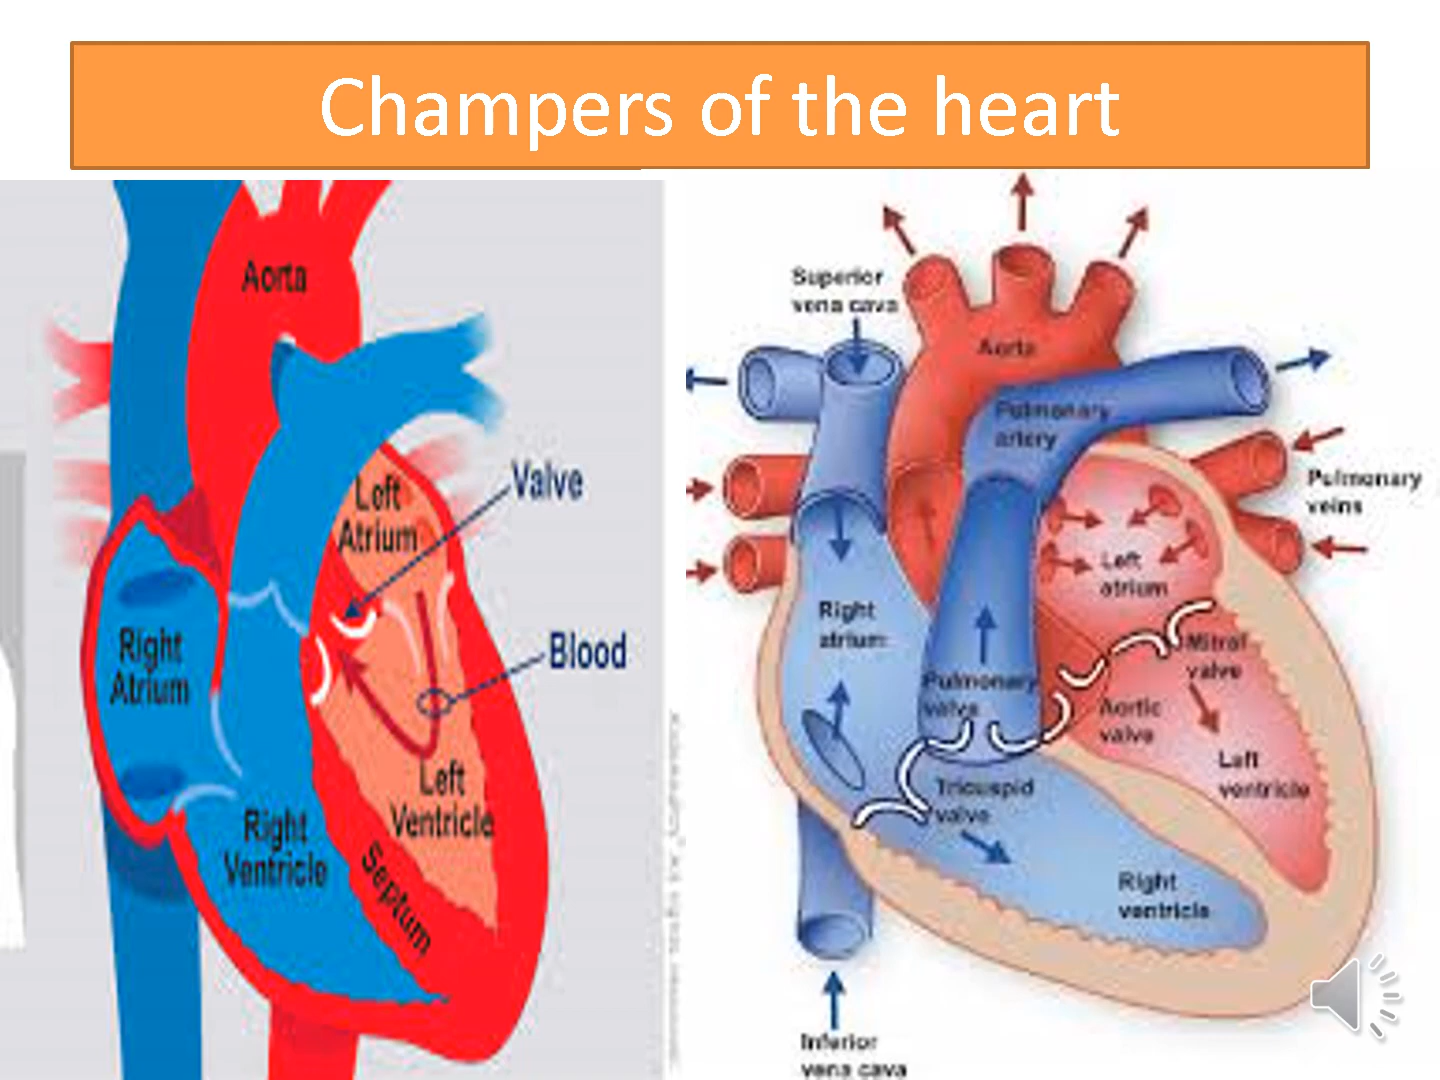 Champers of the heart
Aorta
Valve
Left
Atrium
Blood
Right
Atrium
Left
Ventricle
Right
Ventricle
Septum
Superior
vena cava
Aorta
Pulmonary
artery
Pulmonary
veins
Left
atrium
Right
atrium
Mitral
valve
Pulmonary
valve
Aortic
valve
Left
ventricle
Tricuspid
valve
Right
ventricle
Inferior
vena cava